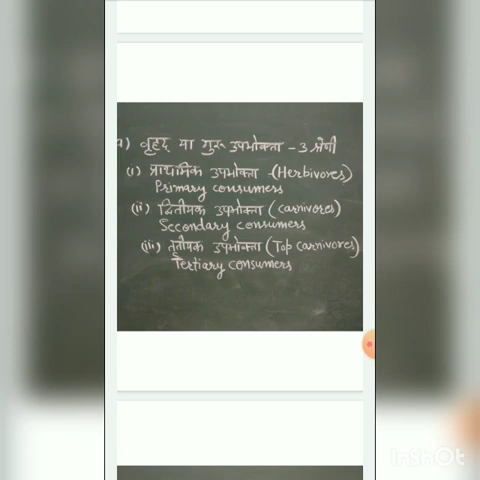 a) वृहद या गुरू उपभोक्ता - 3 श्रेणी
(i) प्राथमिक उपभोक्ता -(Herbivores)
Primary consumers
(ii) द्वितीयक उपभोक्ता (carnivores)
Secondary consumers
(iii) तृतीयक उपभोक्ता (Top carnivores)
Tertiary consumers
InShOt